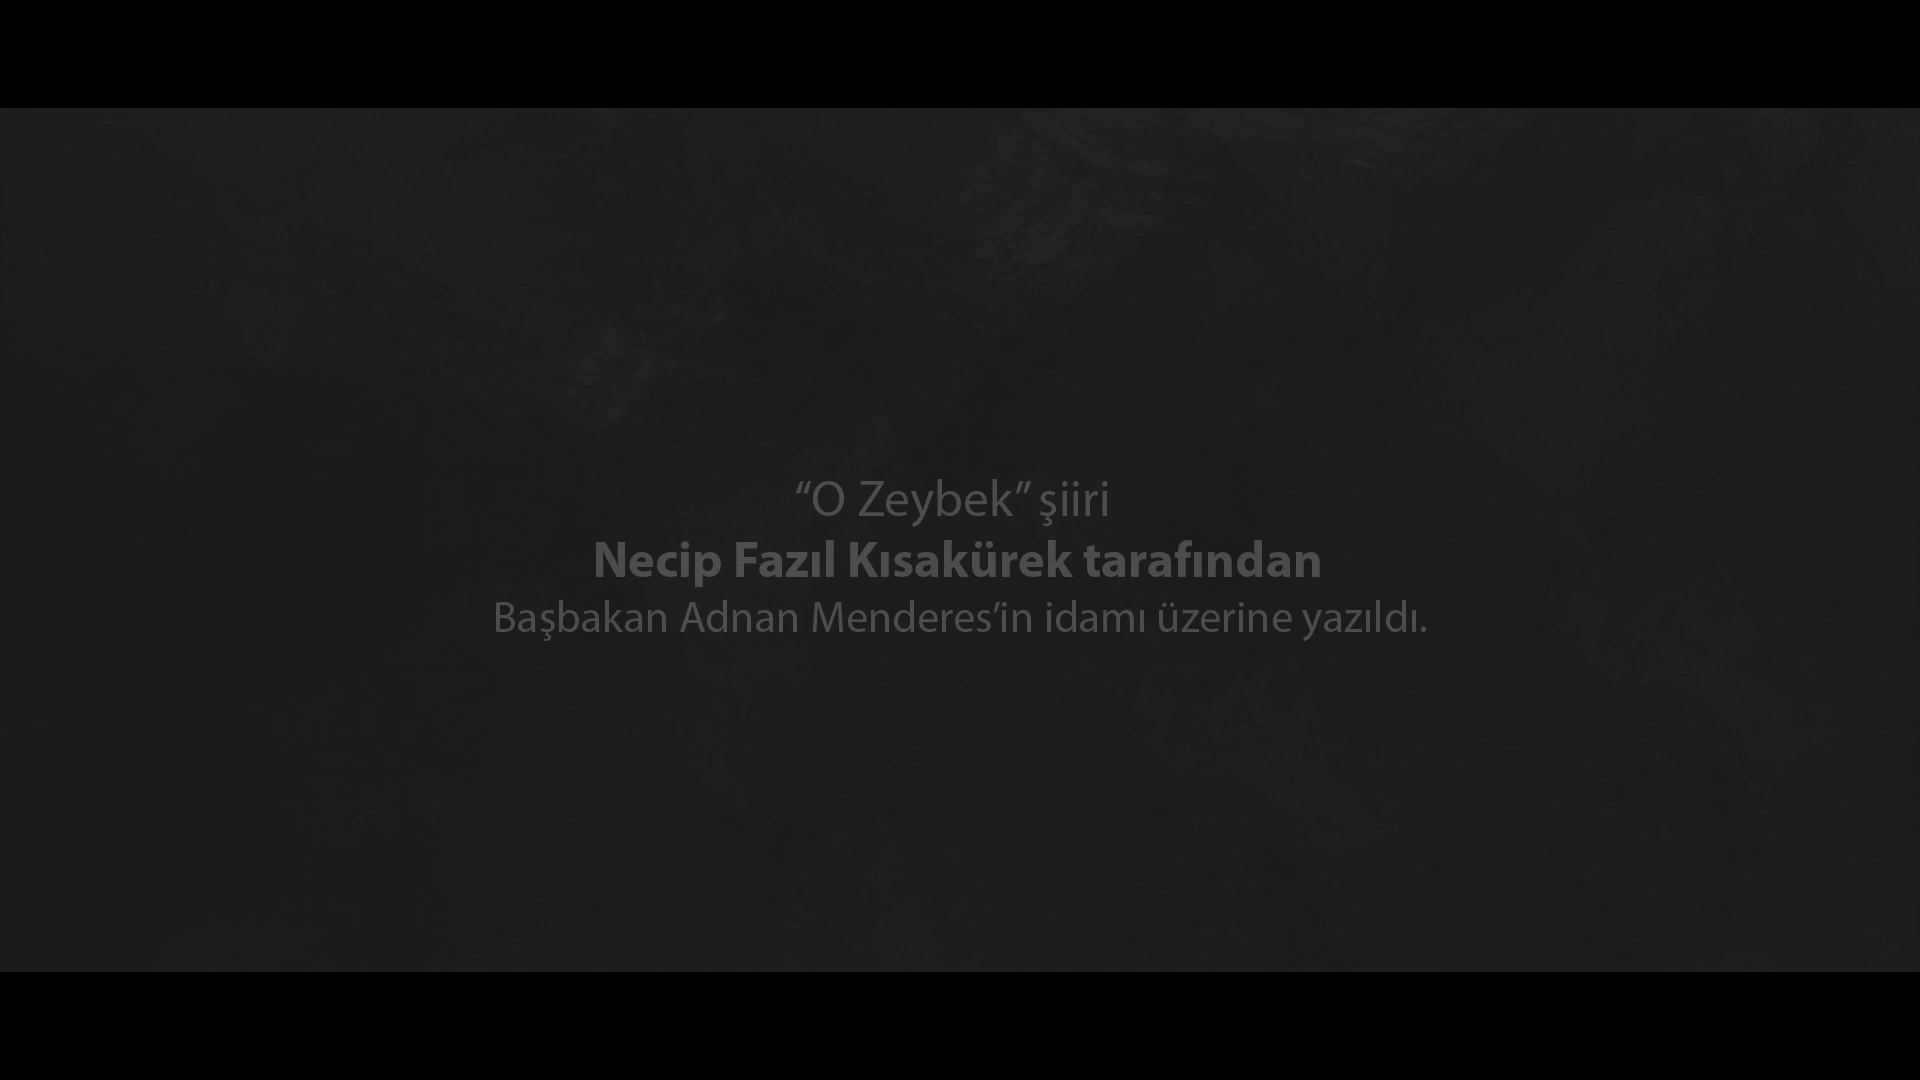 “O Zeybek” şiiri
Necip Fazıl Kısakürek tarafından
Başbakan Adnan Menderes’in idamı üzerine yazıldı.